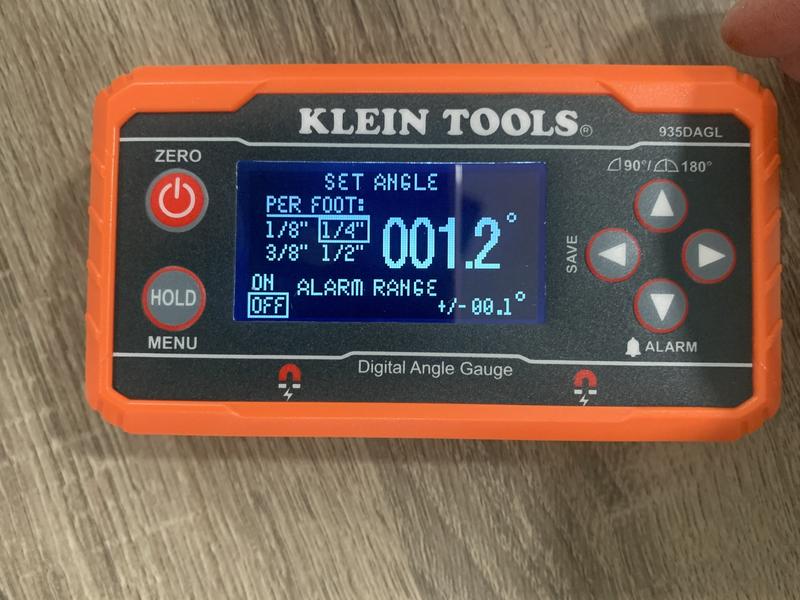 KLEIN TOOLS®
935DAGL
ZERO
90°/ 180°
SET ANGLE
PER FOOT:
1/8" 1/4"
3/8" 1/2"
001.2°
SAVE
ON
OFF
ALARM RANGE
+/- 00.1°
HOLD
MENU
ALARM
Digital Angle Gauge